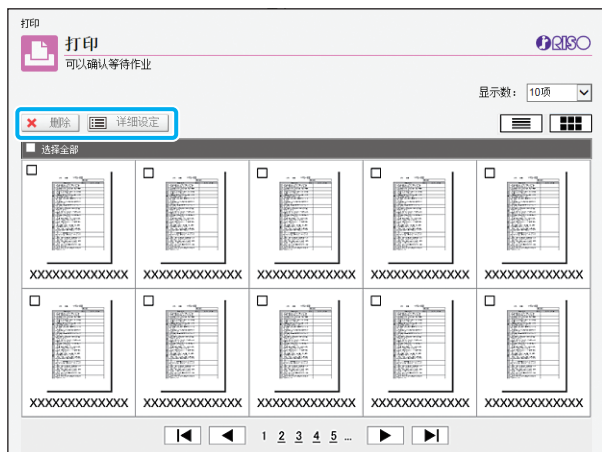 打印
打印
RISO
可以确认等待作业
显示数： 10项
删除 详细设定
选择全部
XXXXXXXXXXXXX XXXXXXXXXXXXX XXXXXXXXXXXXX XXXXXXXXXXXXX XXXXXXXXXXXXX
XXXXXXXXXXXXX XXXXXXXXXXXXX XXXXXXXXXXXXX XXXXXXXXXXXXX XXXXXXXXXXXXX
1 2 3 4 5 ...